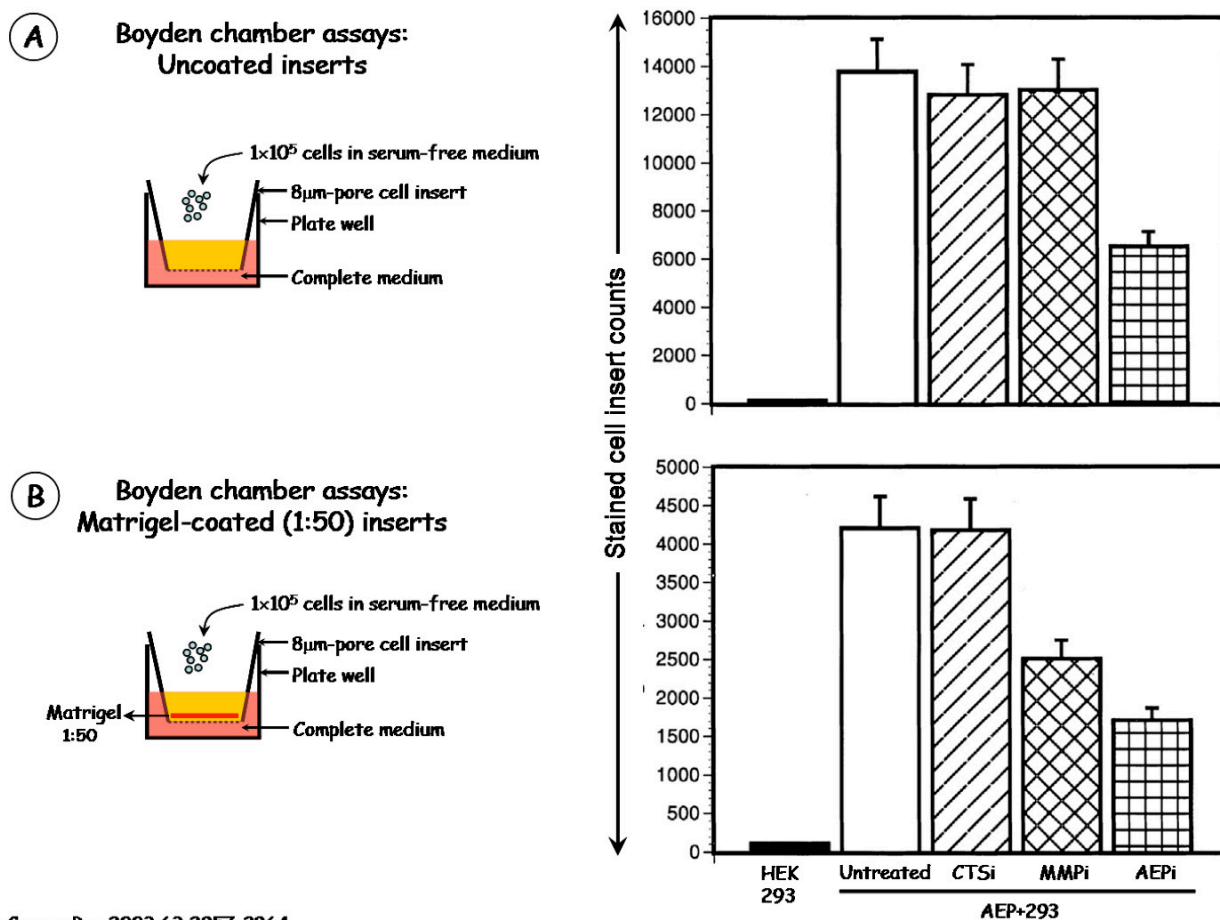 A
Boyden chamber assays:
Uncoated inserts
1×10⁵ cells in serum-free medium
8μm-pore cell insert
Plate well
Complete medium
B
Boyden chamber assays:
Matrigel-coated (1:50) inserts
1×10⁵ cells in serum-free medium
8μm-pore cell insert
Plate well
Matrigel
1:50
Complete medium
Stained cell insert counts
16000
14000
12000
10000
8000
6000
4000
2000
0
5000
4500
4000
3500
3000
2500
2000
1500
1000
500
0
HEK
293
Untreated
CTSi
MMPi
AEPi
AEP+293